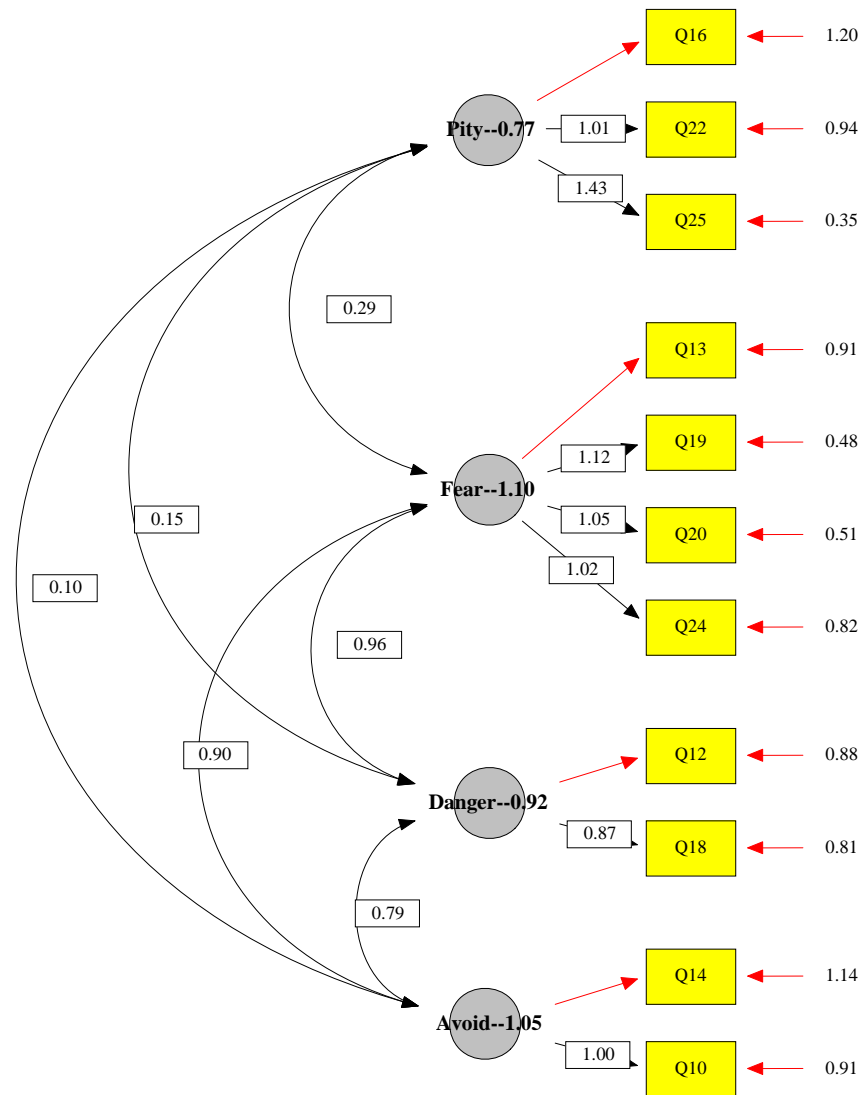 Q16
1.20
Pity--0.77
1.01
Q22
0.94
1.43
Q25
0.35
0.29
Q13
0.91
1.12
Q19
0.48
Fear--1.10
0.15
1.05
Q20
0.51
0.10
1.02
Q24
0.82
0.96
0.90
Q12
0.88
Danger--0.92
0.87
Q18
0.81
0.79
Q14
1.14
Avoid--1.05
1.00
Q10
0.91